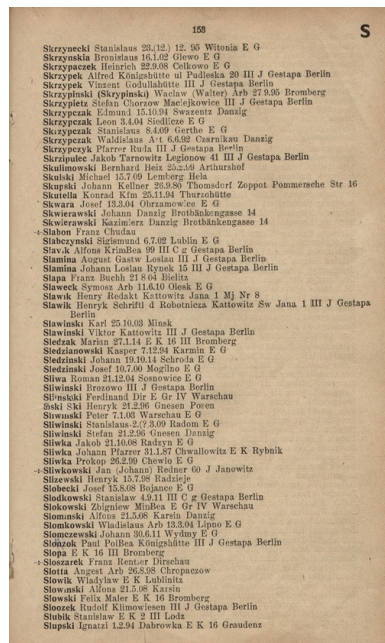 153
S
Skrzynecki Stanislaus 23.(12.) 12. 95 Witonia E G
Skrzynskia Bronislaus 16.1.02 Glewo E G
Skrzypaczek Heinrich 22.9.08 Celkowo E G
Skrzypek Alfred Königshütte ul Pudleska 20 III J Gestapa Berlin
Skrzypek Vinzent Godullahütte III J Gestapa Berlin
Skrzypinski (Skrypinski) Waclaw (Walter) Arb 27.9.95 Bromberg
Skrzypietz Stefan Chorzow Maciejkowice III J Gestapa Berlin
Skrzypczak Edmund 15.10.94 Swazentz Danzig
Skrzypczak Leon 3.4.04 Siedlicze E G
Skrzypczak Stanislaus 8.4.09 Gerthe E G
Skrzypczak Waldislaus Art 6.6.92 Czarnikau Danzig
Skrzypczyk Pfarrer Ruda III J Gestapa Berlin
Skrzipulec Jakob Tarnowitz Legionow 41 III J Gestapa Berlin
Skulimowski Bernhard Heiz Arthurshof
Skulski Michael 15.7.09 Lemberg Hela
Skupski Johann Kellner 26.9.80 Thomsdorf Zoppot Pommersche Str 16
Skutella Konrad Kfm 25.11.94 Thurzohütte
Skwara Josef 13.3.04 Obrzamowice E G
Skwierawski Johann Danzig Brotbänkengasse 14
Skwierawski Kazimierz Danzig Brotbänkengasse 14
Slabon Franz Chudau
Slabczynski Sigismund 6.7.02 Lublin E G
Slavik Alfons KrimBea 99 III C g Gestapa Berlin
Slamina August Gastw Loslau III J Gestapa Berlin
Slamina Johann Loslau Rynek 15 III J Gestapa Berlin
Slapa Franz Buchh 21 8 04 Bielitz
Slaweck Symosz Arb 11.6.10 Olesk E G
Slawik Henry Redakt Kattowitz Jana 1 Mj Nr 8
Slawik Henryk Schriftl d Robotnicza Kattowitz Sw Jana 1 III J Gestapa
Berlin
Slawinski Karl 25.10.03 Minsk
Slawinski Viktor Kattowitz III J Gestapa Berlin
Sledzak Marian 27.1.14 E K 16 III Bromberg
Sledzianowski Kasper 7.12.94 Karmin E G
Sledzinski Johann 19.10.14 Schroda E G
Sledzinski Josef 10.7.00 Mogilno E G
Sliwa Roman 21.12.04 Sosnowice E G
Sliwinski Brozowo III J Gestapa Berlin
Sliwinski Ferdinand Dir E Gr IV Warschau
Ski Henryk 21.2.96 Gnesen Posen
Sliwinski Peter 7.1.03 Warschau E G
Sliwinski Stanislaus 2.(?.3.09 Radom E G
Sliwinski Stefan 21.2.96 Gnesen Danzig
Sliwka Jakob 21.10.08 Radzyn E G
Sliwka Johann Pfarrer 31.1.87 Chwallowitz E K Rybnik
Sliwka Prokop 26.2.99 Chewlo E G
Sliwkowski Jan (Johann) Redner 60 J Janowitz
Slizewski Henryk 15.7.98 Radzieje
Slobecki Josef 15.8.08 Bojance E G
Slodkowski Stanislaw 4.9.11 III C g Gestapa Berlin
Slokowski Zbigniew MinBea E Gr IV Warschau
Slominski Alfons 21.5.08 Karsin Danzig
Slomkowski Wladislaus Arb 13.3.04 Lipno E G
Slomczewski Johann 30.6.11 Wydmy E G
Slonzok Paul PolBea Königshütte III J Gestapa Berlin
Slopa E K 16 III Bromberg
Sloszarek Franz Rentier Dirschau
Slotta Angest Arb 26.8.98 Chropaczow
Slowik Wladylaw E K Lublinitz
Slowinski Alfons 21.5.08 Karsin
Slowski Felix Maler E K 16 Bromberg
Sloozek Rudolf Klimowiesen III J Gestapa Berlin
Slubik Stanislaw E K 2 III Lodz
Slupski Ignatzi 1.2.94 Dabrowka E K 16 Graudenz